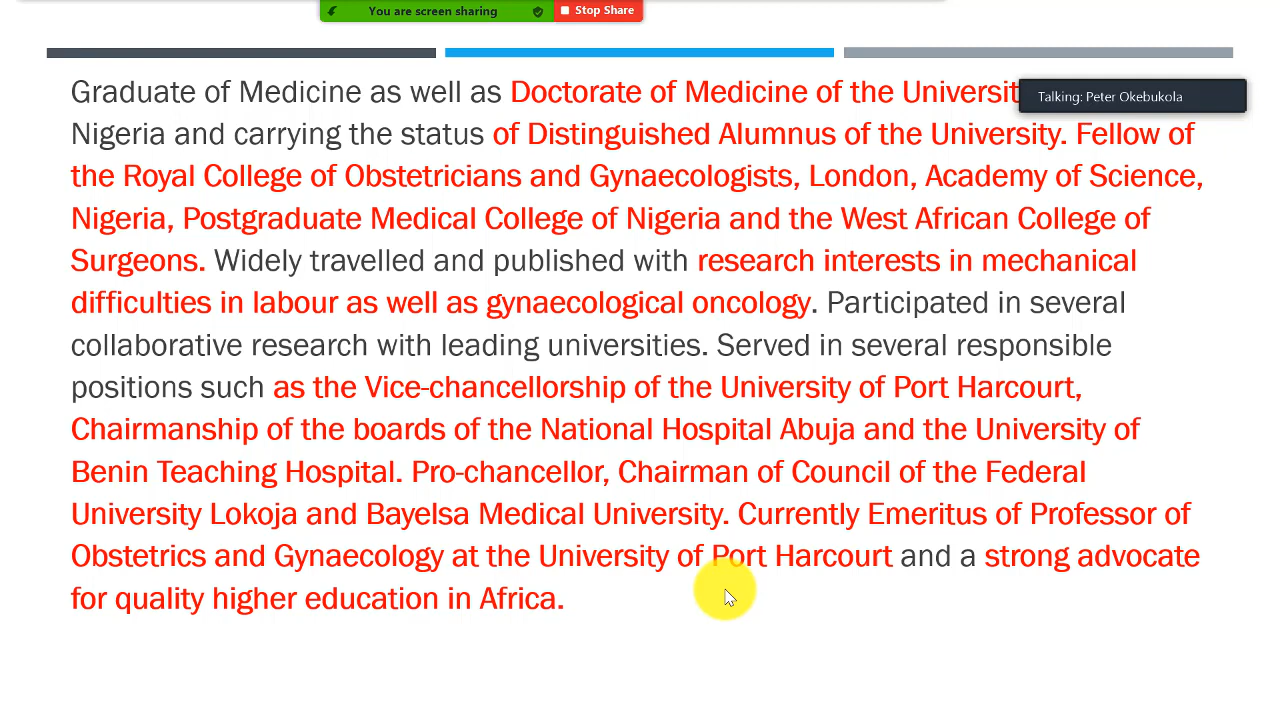 You are screen sharing
Stop Share
Graduate of Medicine as well as Doctorate of Medicine of the
Talking: Peter Okebukola
Nigeria and carrying the status of Distinguished Alumnus of the University. Fellow of
the Royal College of Obstetricians and Gynaecologists, London, Academy of Science,
Nigeria, Postgraduate Medical College of Nigeria and the West African College of
Surgeons. Widely travelled and published with research interests in mechanical
difficulties in labour as well as gynaecological oncology. Participated in several
collaborative research with leading universities. Served in several responsible
positions such as the Vice-chancellorship of the University of Port Harcourt,
Chairmanship of the boards of the National Hospital Abuja and the University of
Benin Teaching Hospital. Pro-chancellor, Chairman of Council of the Federal
University Lokoja and Bayelsa Medical University. Currently Emeritus of Professor of
Obstetrics and Gynaecology at the University of Port Harcourt and a strong advocate
for quality higher education in Africa.